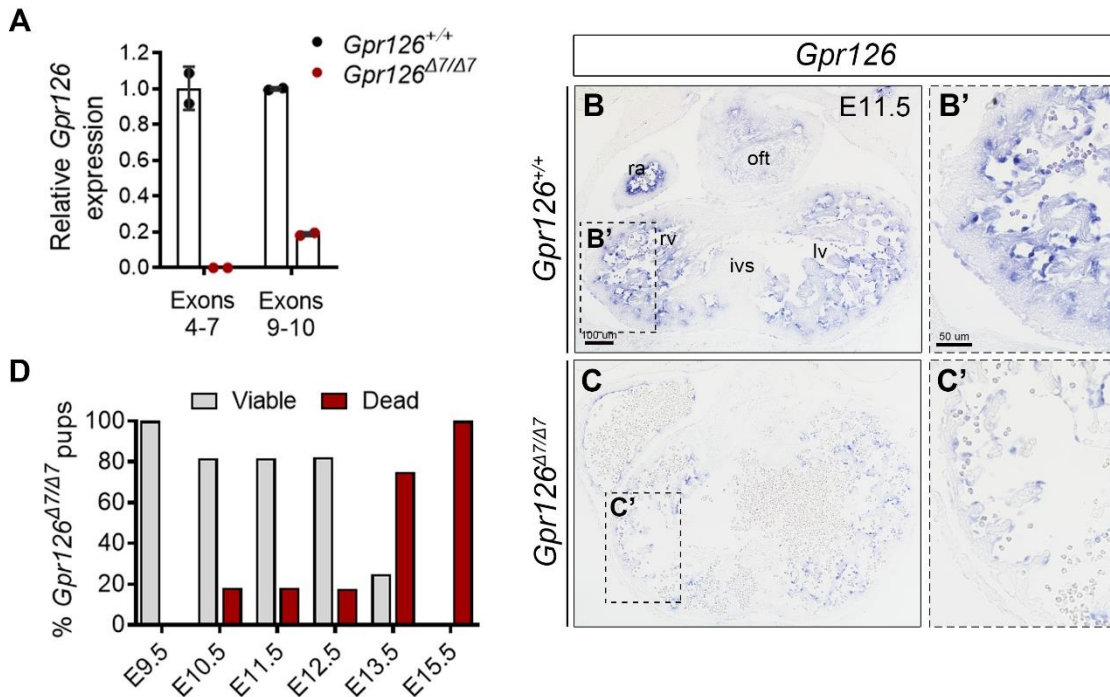 A
Relative Gpr126
expression
1.2
1.0
0.8
0.6
0.4
0.2
0.0
Gpr126+/+
Gpr126Δ7/Δ7
Exons
4-7
Exons
9-10
Gpr126
Gpr126+/+
B
E11.5
oft
ra
B'
rv
ivs
lv
100 um
B'
50 um
Gpr126Δ7/Δ7
C
C'
C'
D
Viable
Dead
% Gpr126Δ7/Δ7 pups
100
80
60
40
20
0
E9.5
E10.5
E11.5
E12.5
E13.5
E15.5